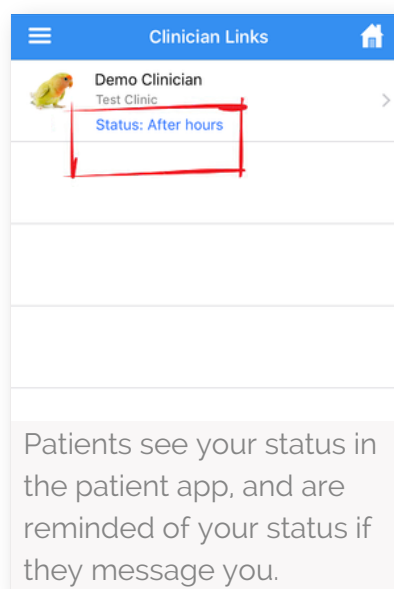 Clinician Links
Demo Clinician
Test Clinic
Status: After hours
Patients see your status in
the patient app, and are
reminded of your status if
they message you.